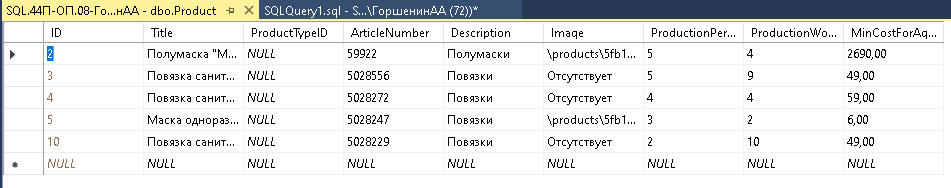 SQL.44П-ОП.08-Го...нАА - dbo.Product SQLQuery1.sql - S...\ГоршенинАА (72))*
ID Title ProductTypeID ArticleNumber Description Image ProductionPer... ProductionWo... MinCostForAg...
2 Полумаска "М... NULL 59922 Полумаски \products\5fb1... 5 4 2690,00
3 Повязка санит... NULL 5028556 Повязки Отсутствует 5 9 49,00
4 Повязка санит... NULL 5028272 Повязки Отсутствует 4 4 59,00
5 Маска однораз... NULL 5028247 Повязки \products\5fb1... 3 2 6,00
10 Повязка санит... NULL 5028229 Повязки Отсутствует 2 10 49,00
NULL NULL NULL NULL NULL NULL NULL NULL NULL